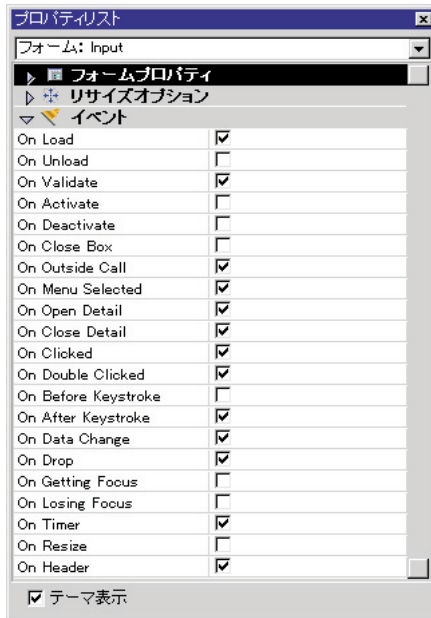 プロパティリスト
フォーム: Input
フォームプロパティ
リサイズオプション
イベント
On Load
On Unload
On Validate
On Activate
On Deactivate
On Close Box
On Outside Call
On Menu Selected
On Open Detail
On Close Detail
On Clicked
On Double Clicked
On Before Keystroke
On After Keystroke
On Data Change
On Drop
On Getting Focus
On Losing Focus
On Timer
On Resize
On Header
テーマ表示